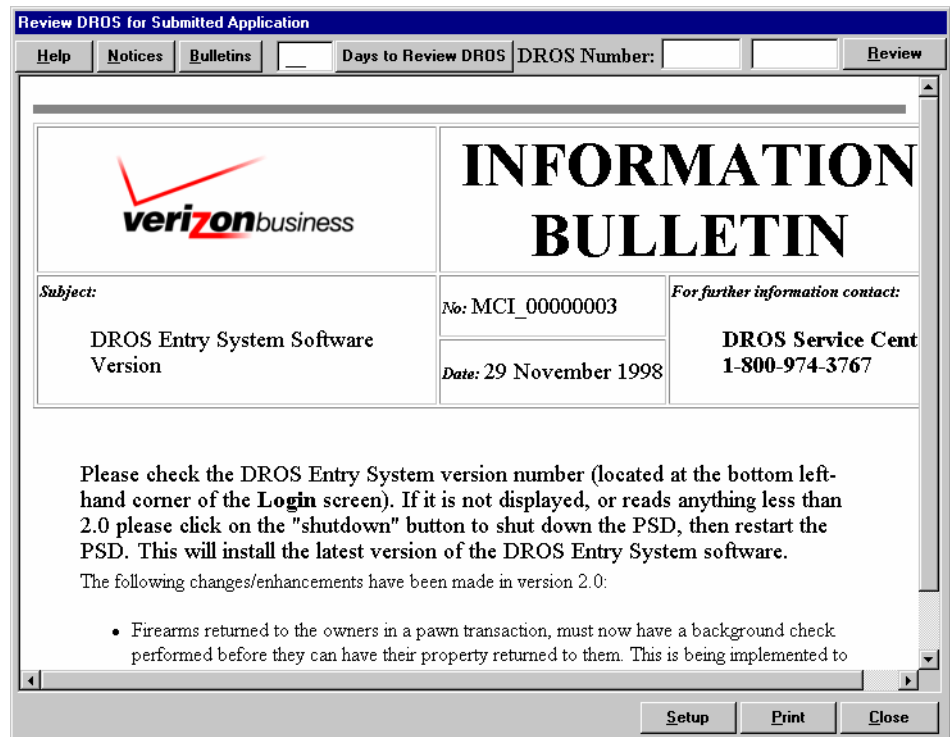 Review DROS for Submitted Application
Help Notices Bulletins __ Days to Review DROS DROS Number: Review
verizonbusiness
INFORMATION
BULLETIN
Subject:
DROS Entry System Software
Version
No: MCI_00000003
Date: 29 November 1998
For further information contact:
DROS Service Cent
1-800-974-3767
Please check the DROS Entry System version number (located at the bottom left-
hand corner of the Login screen). If it is not displayed, or reads anything less than
2.0 please click on the "shutdown" button to shut down the PSD, then restart the
PSD. This will install the latest version of the DROS Entry System software.
The following changes/enhancements have been made in version 2.0:
• Firearms returned to the owners in a pawn transaction, must now have a background check
performed before they can have their property returned to them. This is being implemented to
Setup Print Close